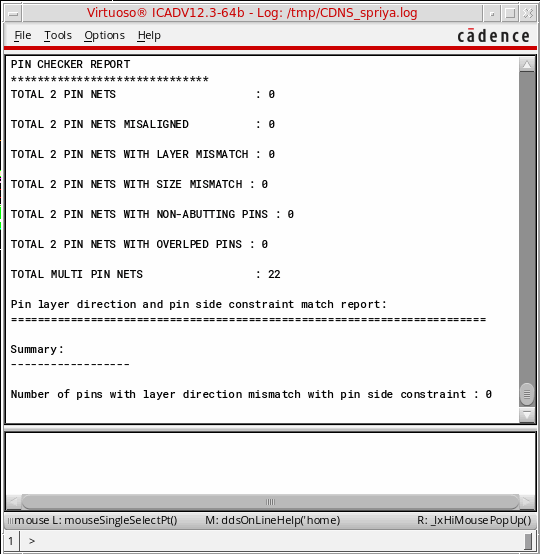 Virtuoso® ICADV12.3-64b - Log: /tmp/CDNS_spriya.log
File Tools Options Help
cādence
PIN CHECKER REPORT
******************************
TOTAL 2 PIN NETS : 0
TOTAL 2 PIN NETS MISALIGNED : 0
TOTAL 2 PIN NETS WITH LAYER MISMATCH : 0
TOTAL 2 PIN NETS WITH SIZE MISMATCH : 0
TOTAL 2 PIN NETS WITH NON-ABUTTING PINS : 0
TOTAL 2 PIN NETS WITH OVERLPED PINS : 0
TOTAL MULTI PIN NETS : 22
Pin layer direction and pin side constraint match report:
========================================================================
Summary:
------------------
Number of pins with layer direction mismatch with pin side constraint : 0
mouse L: mouseSingleSelectPt() M: ddsOnLineHelp('home) R: _lxHiMousePopUp()
1 >